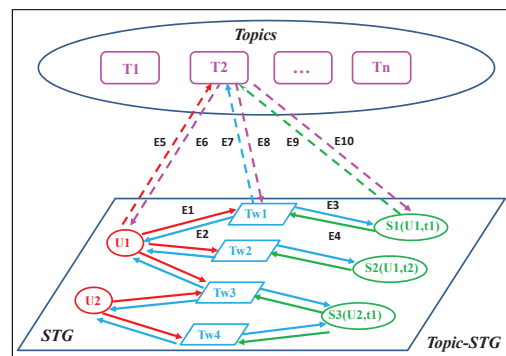 Topics
T1 T2 ... Tn
E5 E6 E7 E8 E9 E10
E1 Tw1 E3
E2 S1(U1,t1)
U1 E4
Tw2 S2(U1,t2)
Tw3
U2 S3(U2,t1)
STG Tw4 Topic-STG